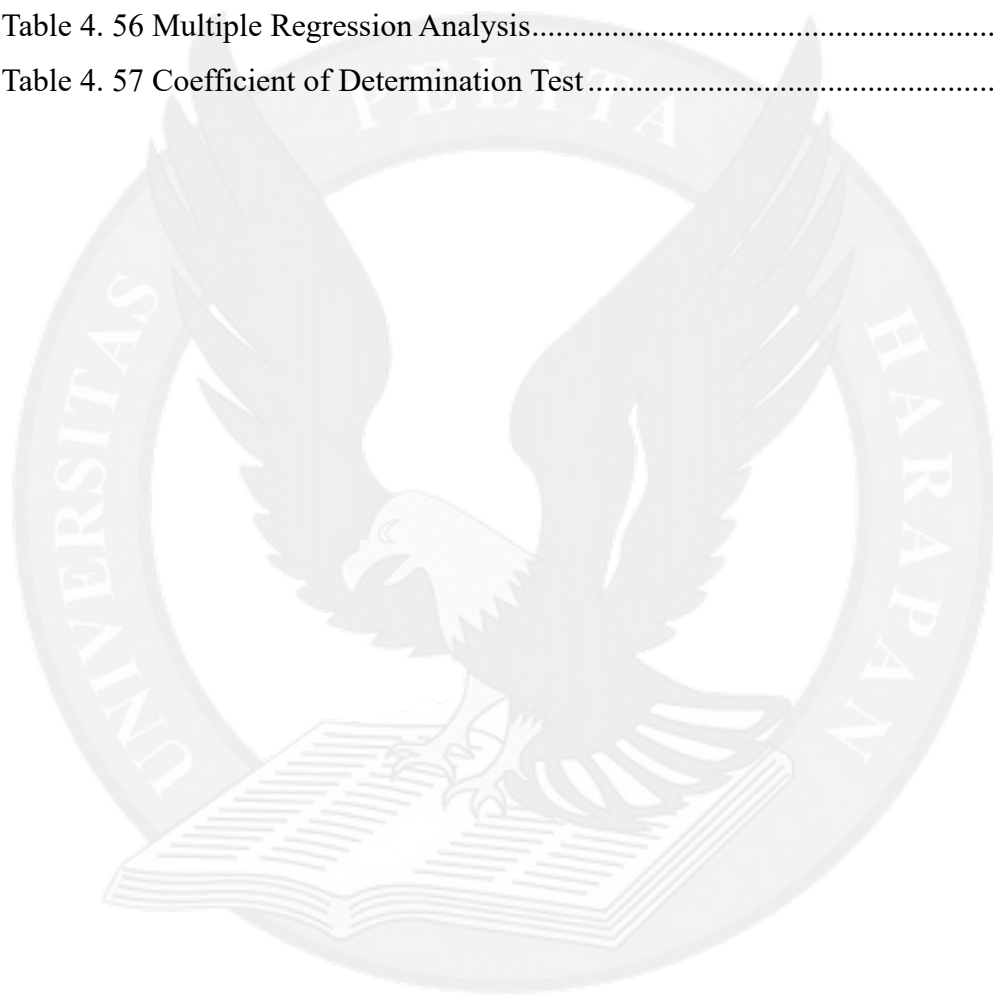 Table 4. 56 Multiple Regression Analysis.......................................................
Table 4. 57 Coefficient of Determination Test.................................................
UNIVERSITAS PELITA HARAPAN